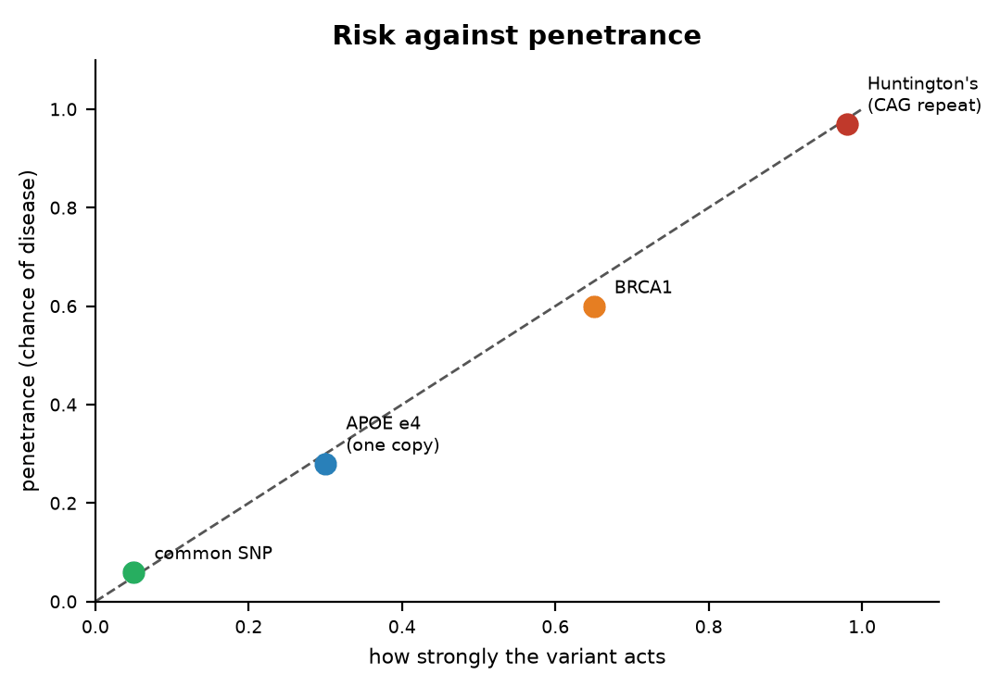 Risk against penetrance
Huntington's
(CAG repeat)
BRCA1
APOE e4
(one copy)
common SNP
penetrance (chance of disease)
1.0
0.8
0.6
0.4
0.2
0.0
0.0 0.2 0.4 0.6 0.8 1.0
how strongly the variant acts